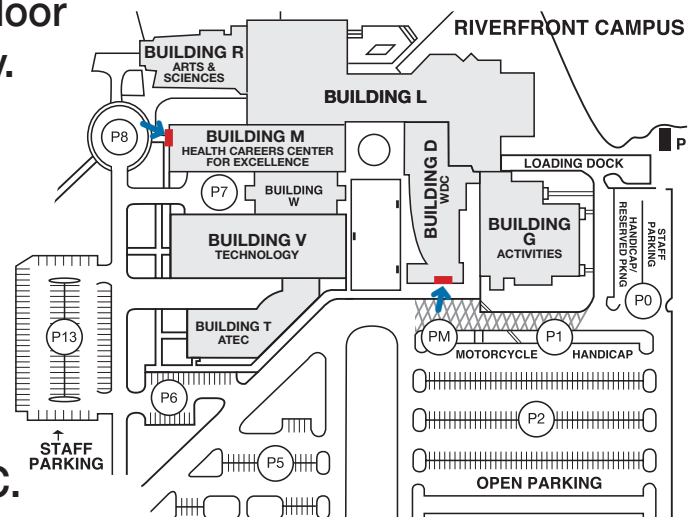 loor
y.
RIVERFRONT CAMPUS
BUILDING R
ARTS &
SCIENCES
BUILDING L
P8
BUILDING M
HEALTH CAREERS CENTER
FOR EXCELLENCE
P
LOADING DOCK
BUILDING D
WDC
P7
BUILDING
W
BUILDING
G
ACTIVITIES
HANDICAP/
RESERVED PKNG
STAFF
PARKING
BUILDING V
TECHNOLOGY
P0
BUILDING T
ATEC
P13
PM
P1
MOTORCYCLE
HANDICAP
P6
P2
STAFF
PARKING
P5
C.
OPEN PARKING